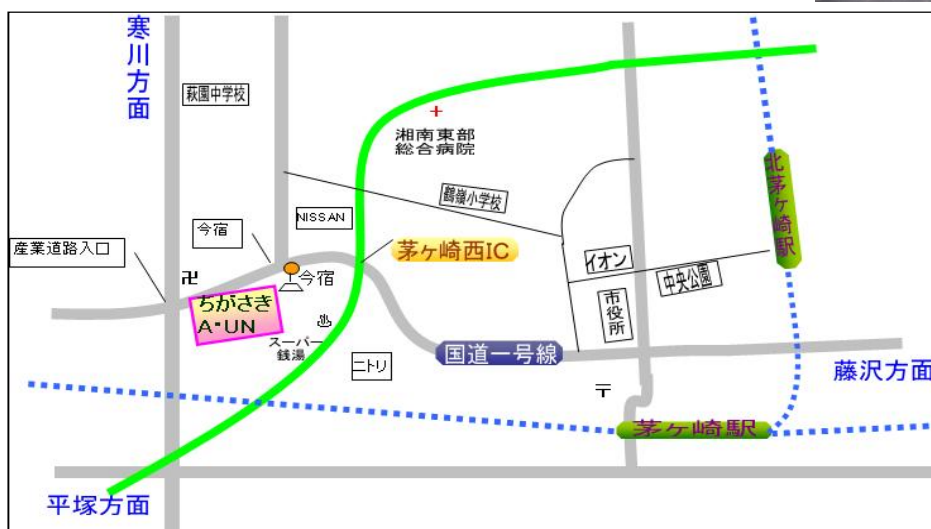 寒川方面
萩園中学校
湘南東部
総合病院
北茅ヶ崎駅
鶴嶺小学校
NISSAN
今宿
産業道路入口
茅ヶ崎西IC
イオン
中央公園
卍
今宿
ちがさき
A・UN
♨
スーパー
銭湯
市役所
ニトリ
国道一号線
藤沢方面
〒
茅ヶ崎駅
平塚方面